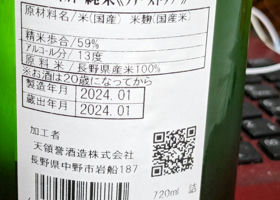 純米
原材料名／米(国産) 米麹(国産米)
精米歩合／59%
アルコール分／13度
原料米／長野県産米100%
※お酒は20歳になってから
製造年月 2024.01
蔵出年月 2024.01
加工者
天領誉酒造株式会社
長野県中野市岩船187
720ml 詰